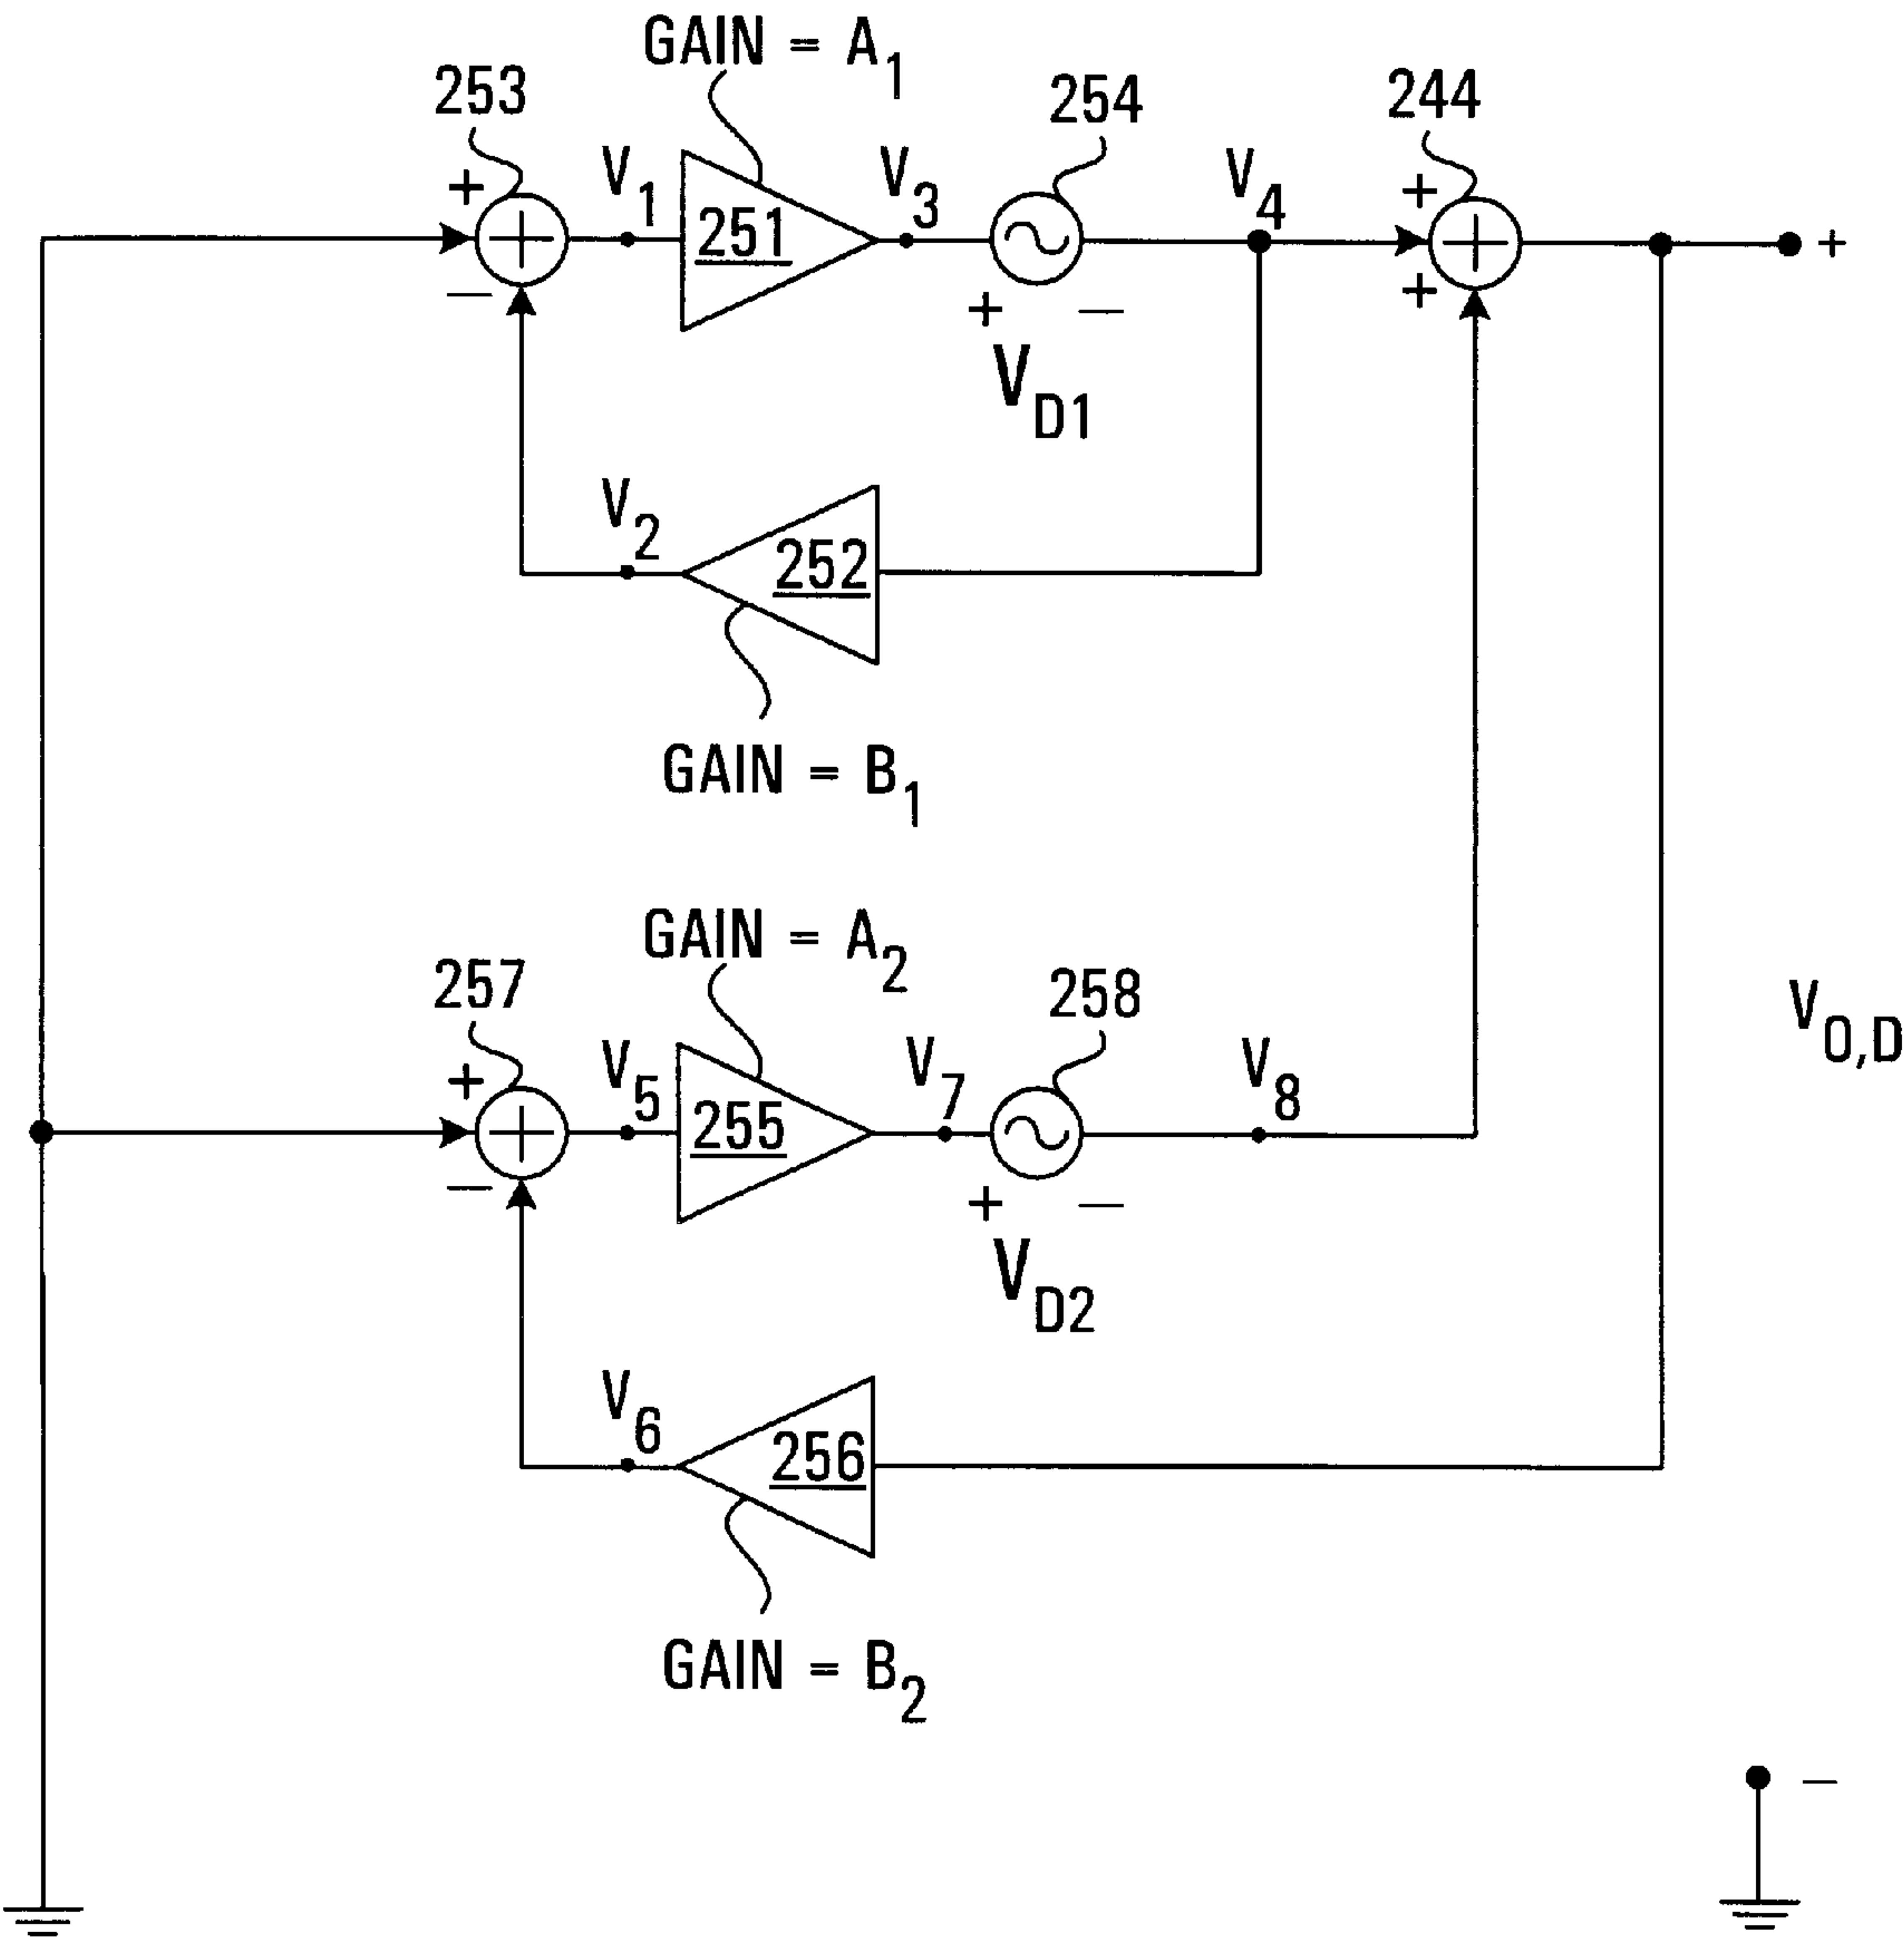 GAIN = A1
253
254
244
+
V1
V3
V4
+
251
+
−
+
+
−
VD1
V2
252
GAIN = B1
GAIN = A2
257
258
VO,D
+
V5
V7
V8
255
−
+
−
VD2
V6
256
GAIN = B2
−